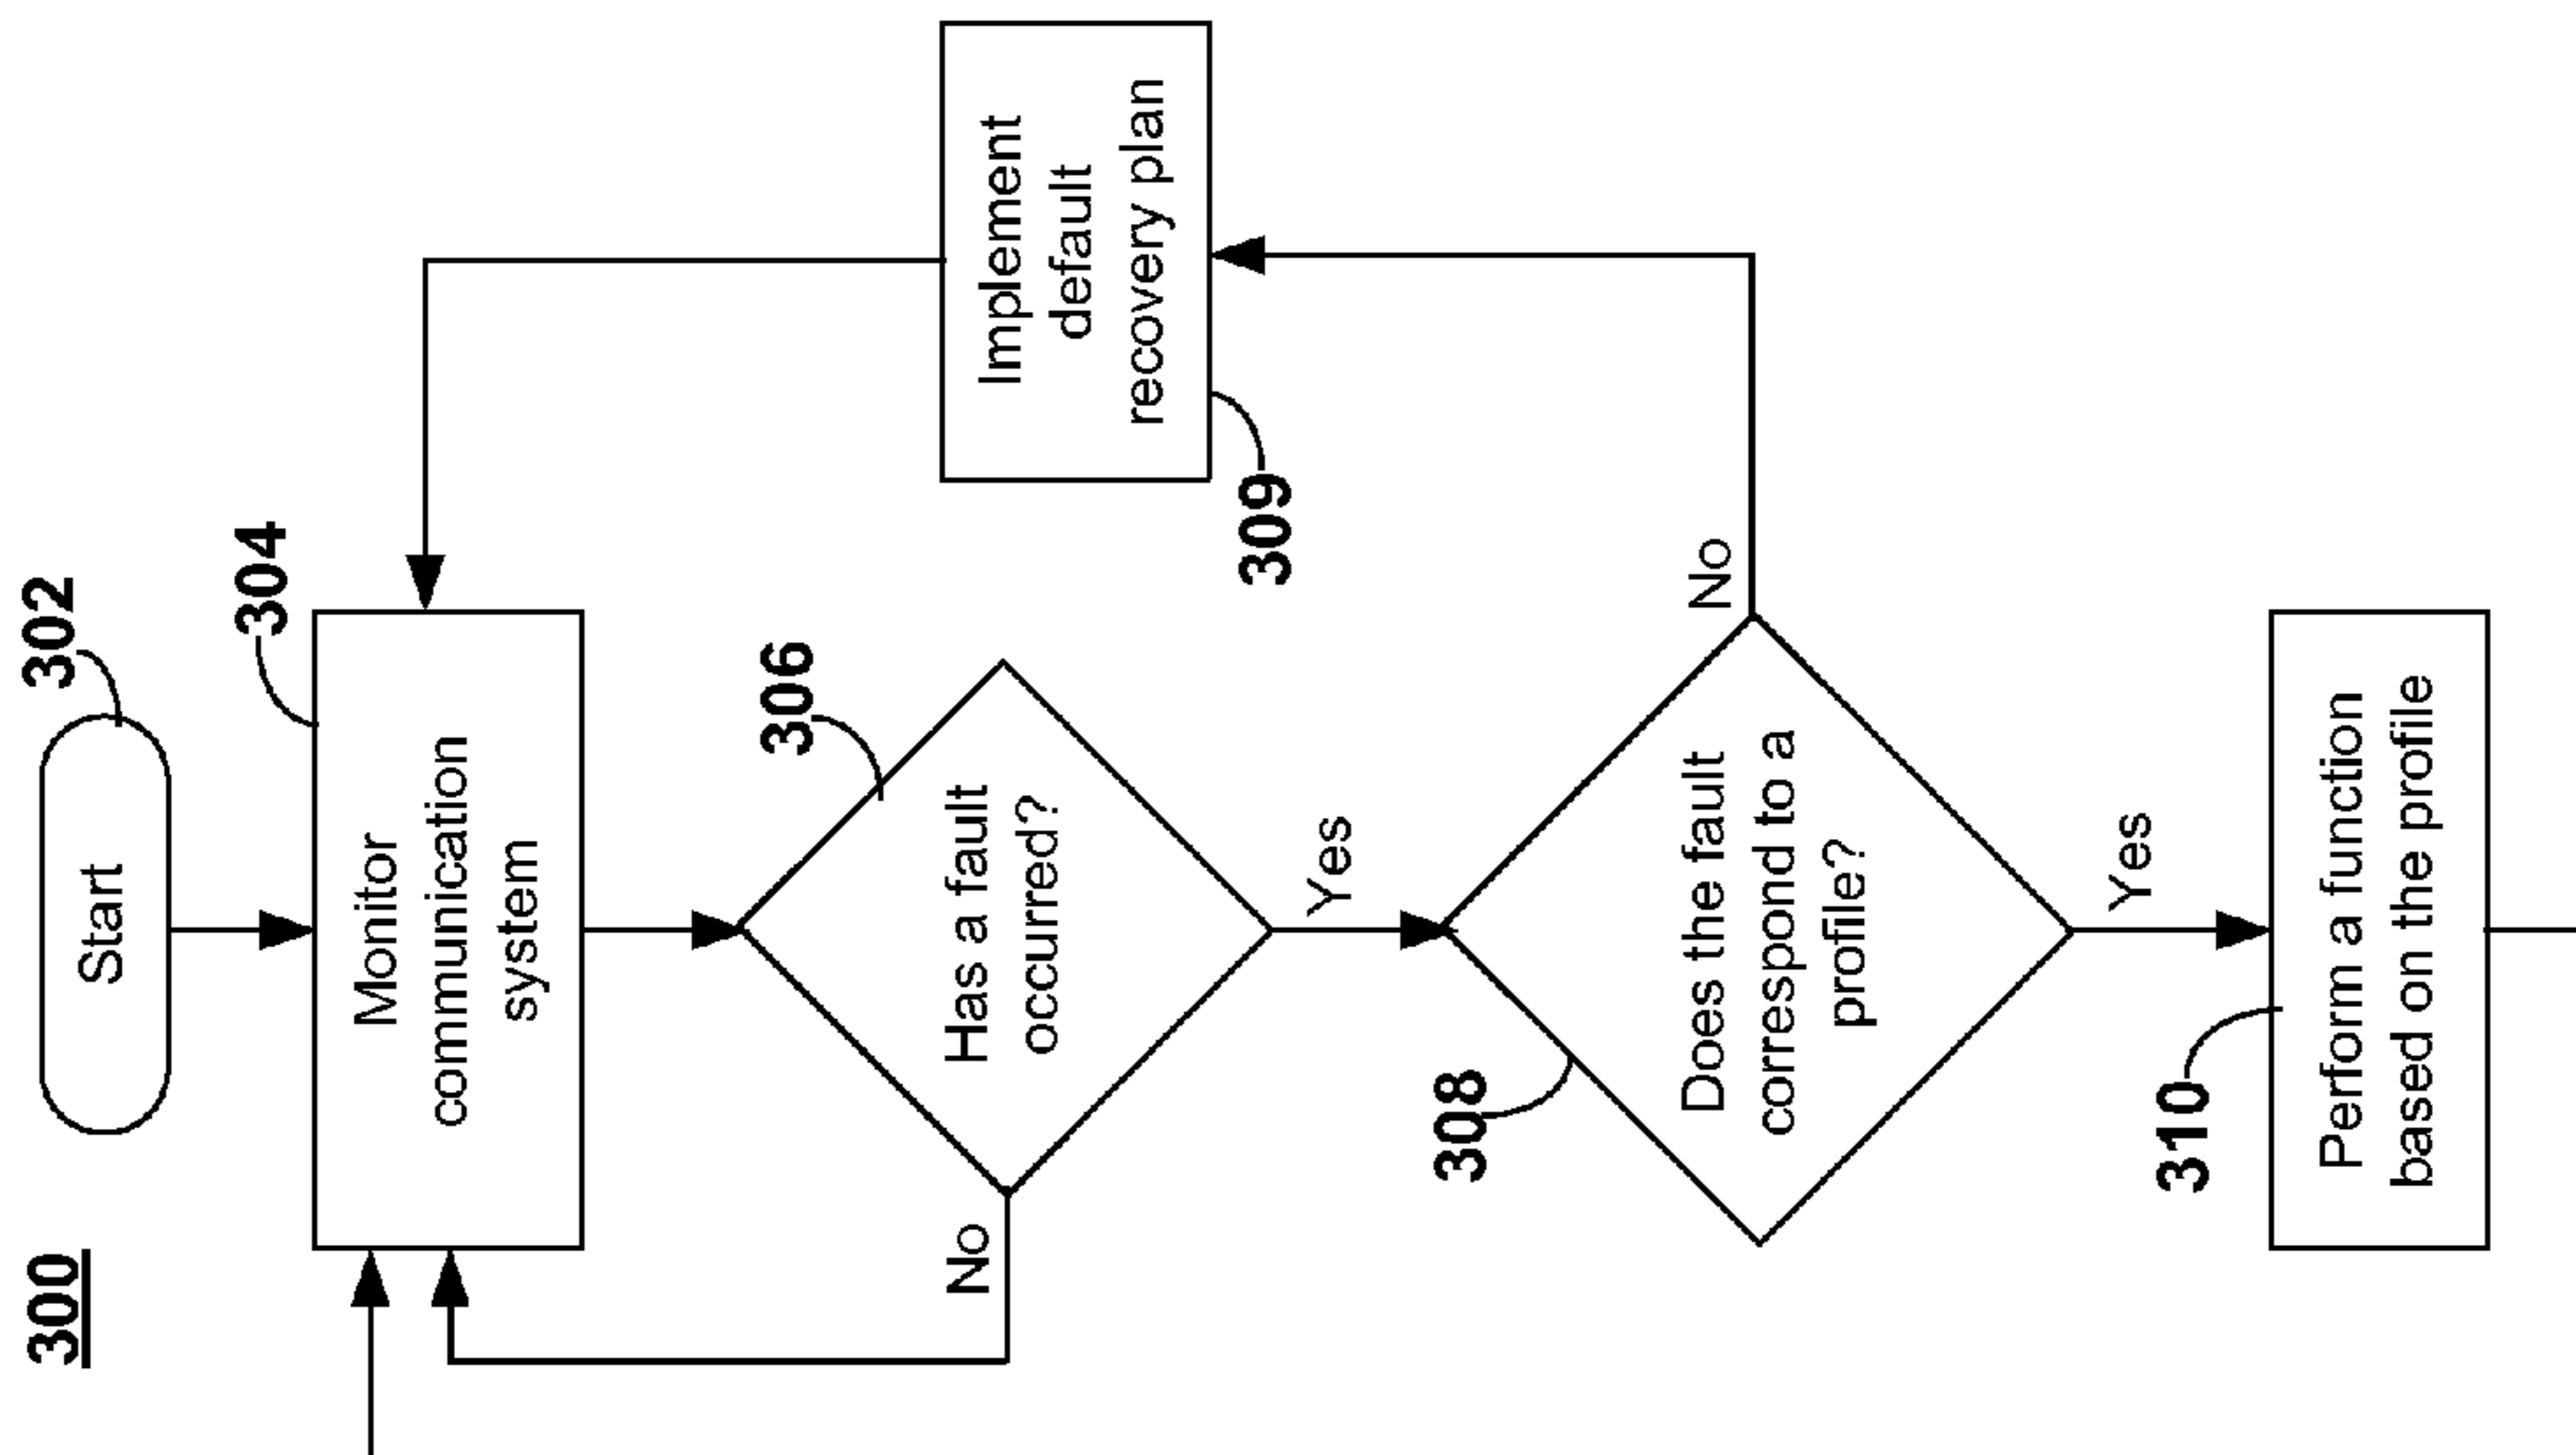 300
302
Start
304
Monitor
communication
system
306
Has a fault
occurred?
No
Yes
308
Does the fault
correspond to a
profile?
No
309
Implement
default
recovery plan
Yes
310
Perform a function
based on the profile